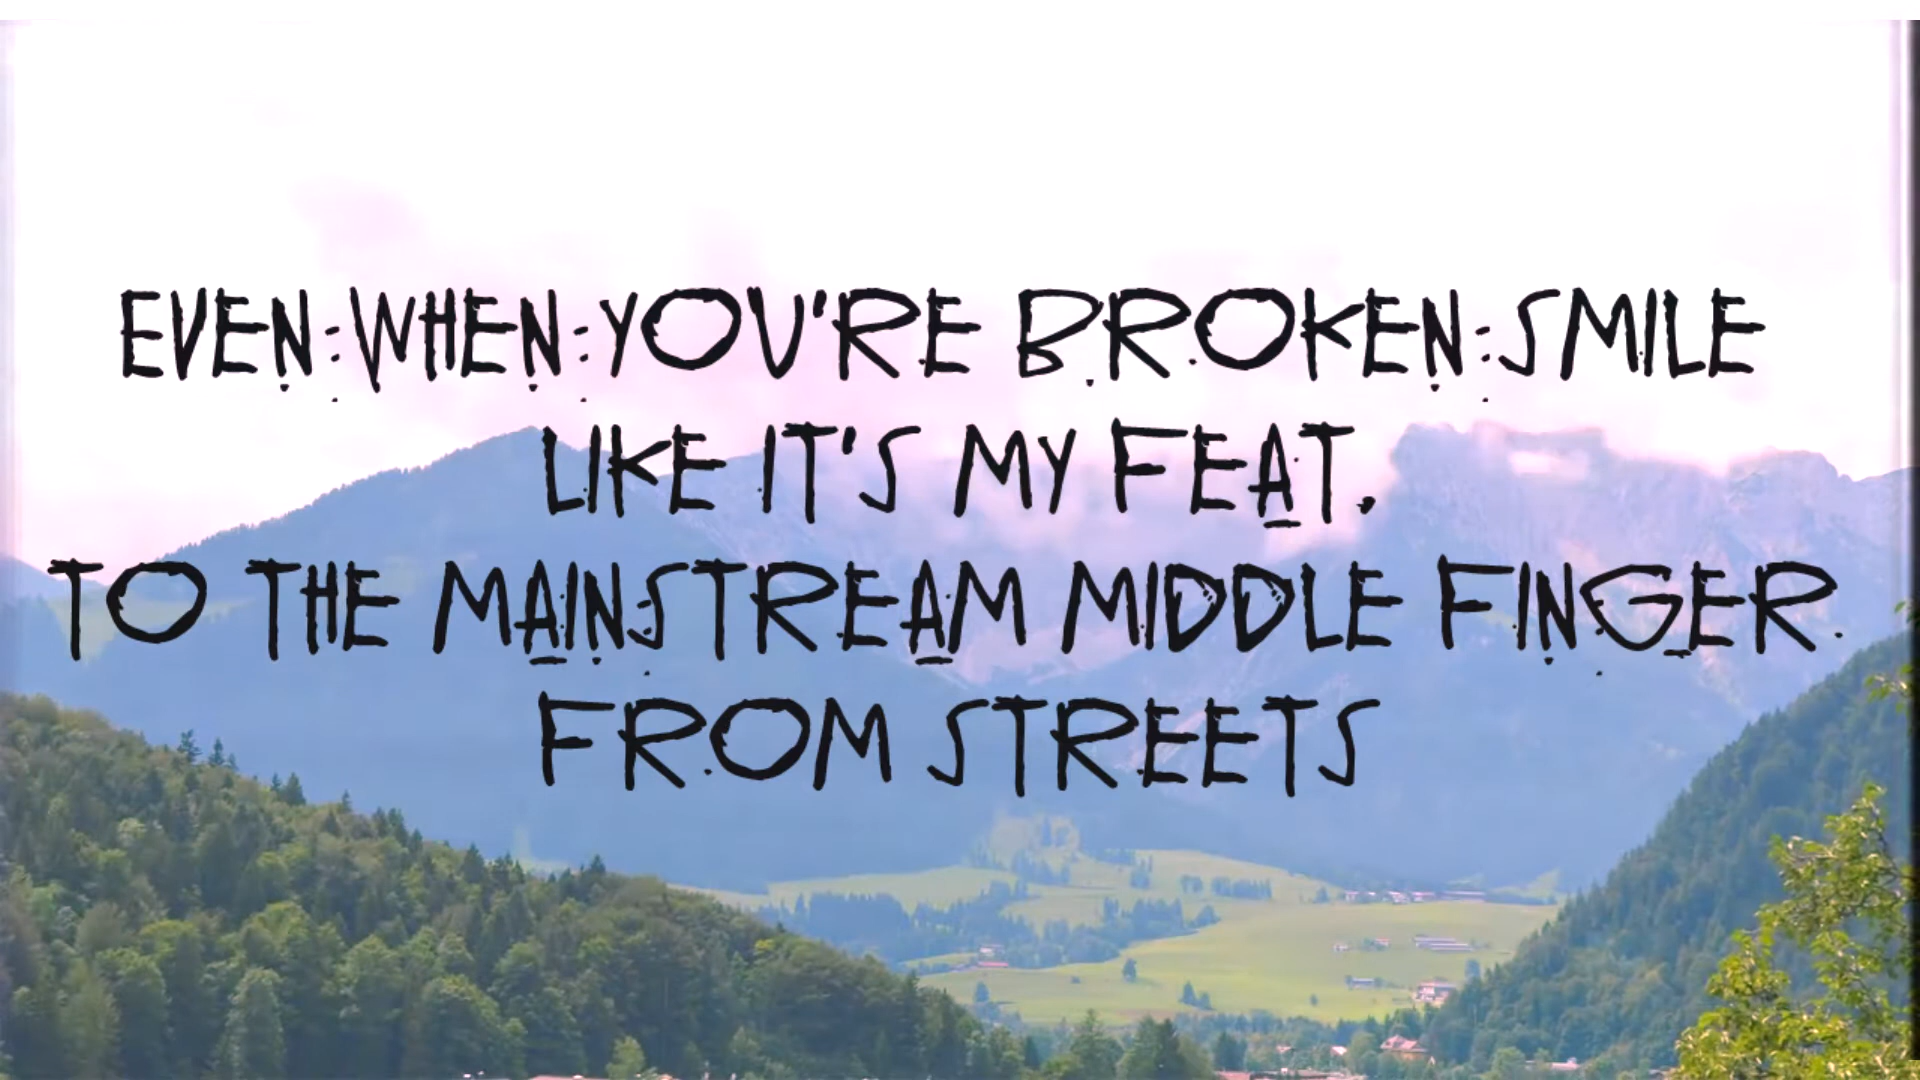 EVEN WHEN YOU'RE BROKEN SMILE
LIKE IT'S MY FEAT.
TO THE MAINSTREAM MIDDLE FINGER
FROM STREETS